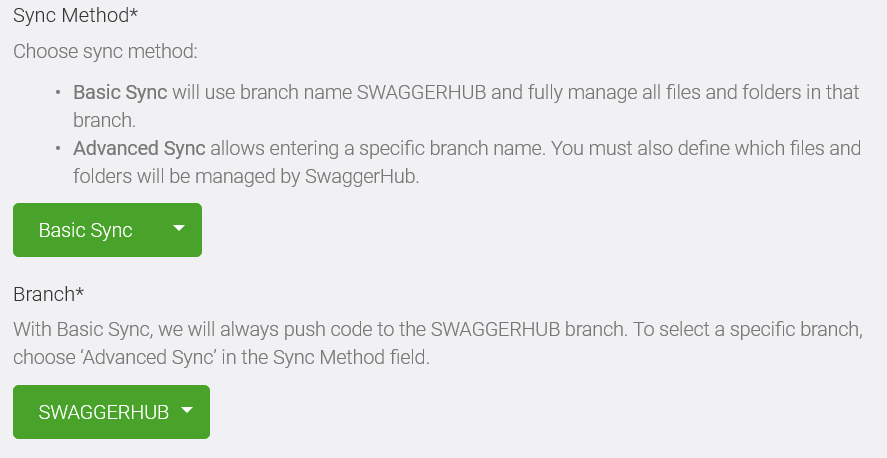 Sync Method*
Choose sync method:
• Basic Sync will use branch name SWAGGERHUB and fully manage all files and folders in that
branch.
• Advanced Sync allows entering a specific branch name. You must also define which files and
folders will be managed by SwaggerHub.
Basic Sync
Branch*
With Basic Sync, we will always push code to the SWAGGERHUB branch. To select a specific branch,
choose ‘Advanced Sync’ in the Sync Method field.
SWAGGERHUB